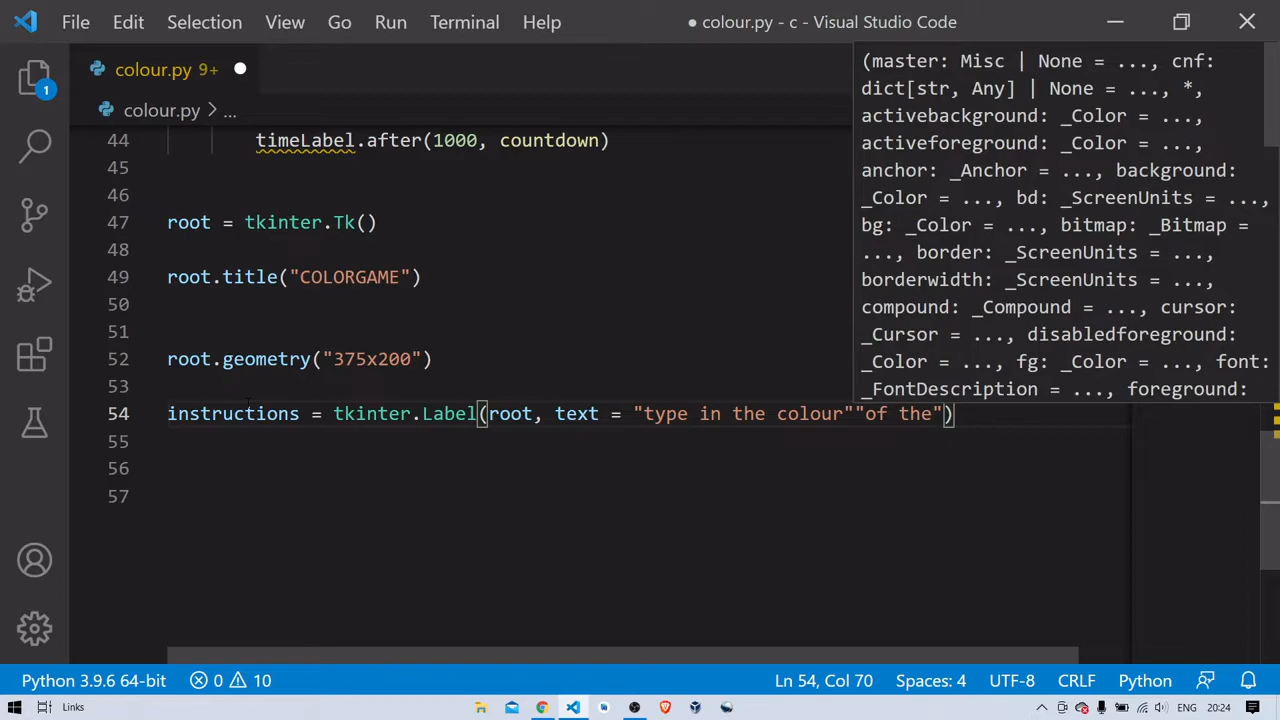 File Edit Selection View Go Run Terminal Help
● colour.py - c - Visual Studio Code
colour.py 9+ ●
colour.py > ...
1
44 timeLabel.after(1000, countdown)
45
46
47 root = tkinter.Tk()
48
49 root.title("COLORGAME")
50
51
52 root.geometry("375x200")
53
54 instructions = tkinter.Label(root, text = "type in the colour""of the")
55
56
57
(master: Misc | None = ..., cnf:
dict[str, Any] | None = ..., *,
activebackground: _Color = ...,
activeforeground: _Color = ...,
anchor: _Anchor = ..., background:
_Color = ..., bd: _ScreenUnits = ...,
bg: _Color = ..., bitmap: _Bitmap =
..., border: _ScreenUnits = ...,
borderwidth: _ScreenUnits = ...,
compound: _Compound = ..., cursor:
_Cursor = ..., disabledforeground:
_Color = ..., fg: _Color = ..., font:
_FontDescription = ..., foreground:
Python 3.9.6 64-bit 0 10 Ln 54, Col 70 Spaces: 4 UTF-8 CRLF Python
Links ENG 20:24